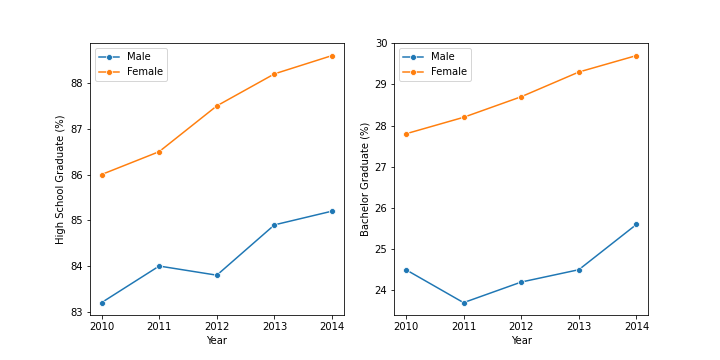 Male
Female
High School Graduate (%)
88
87
86
85
84
83
2010 2011 2012 2013 2014
Year
Male
Female
Bachelor Graduate (%)
30
29
28
27
26
25
24
2010 2011 2012 2013 2014
Year